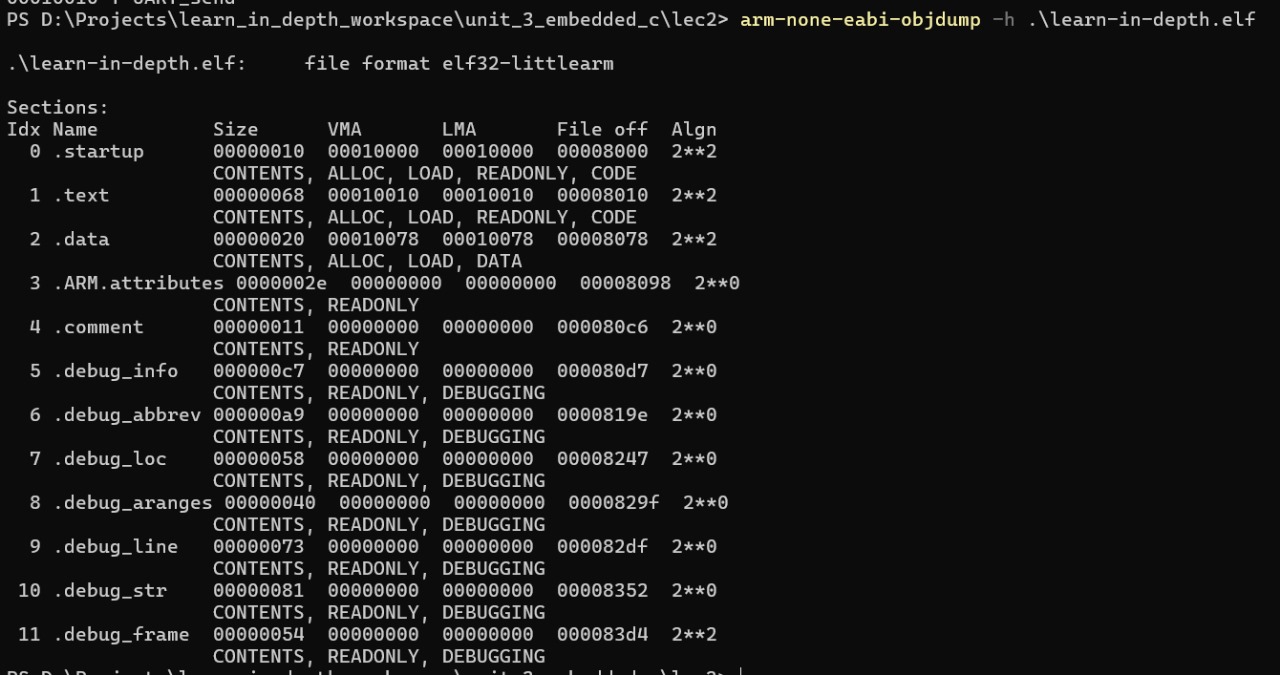 00010010 T UART_send
PS D:\Projects\learn_in_depth_workspace\unit_3_embedded_c\lec2> arm-none-eabi-objdump -h .\learn-in-depth.elf
.\learn-in-depth.elf:     file format elf32-littlearm
Sections:
Idx Name          Size      VMA       LMA       File off  Algn
  0 .startup      00000010  00010000  00010000  00008000  2**2
                  CONTENTS, ALLOC, LOAD, READONLY, CODE
  1 .text         00000068  00010010  00010010  00008010  2**2
                  CONTENTS, ALLOC, LOAD, READONLY, CODE
  2 .data         00000020  00010078  00010078  00008078  2**2
                  CONTENTS, ALLOC, LOAD, DATA
  3 .ARM.attributes 0000002e  00000000  00000000  00008098  2**0
                  CONTENTS, READONLY
  4 .comment      00000011  00000000  00000000  000080c6  2**0
                  CONTENTS, READONLY
  5 .debug_info   000000c7  00000000  00000000  000080d7  2**0
                  CONTENTS, READONLY, DEBUGGING
  6 .debug_abbrev 000000a9  00000000  00000000  0000819e  2**0
                  CONTENTS, READONLY, DEBUGGING
  7 .debug_loc    00000058  00000000  00000000  00008247  2**0
                  CONTENTS, READONLY, DEBUGGING
  8 .debug_aranges 00000040  00000000  00000000  0000829f  2**0
                  CONTENTS, READONLY, DEBUGGING
  9 .debug_line   00000073  00000000  00000000  000082df  2**0
                  CONTENTS, READONLY, DEBUGGING
 10 .debug_str    00000081  00000000  00000000  00008352  2**0
                  CONTENTS, READONLY, DEBUGGING
 11 .debug_frame  00000054  00000000  00000000  000083d4  2**2
                  CONTENTS, READONLY, DEBUGGING
PS D:\Projects\learn_in_depth_workspace\unit_3_embedded_c\lec2>